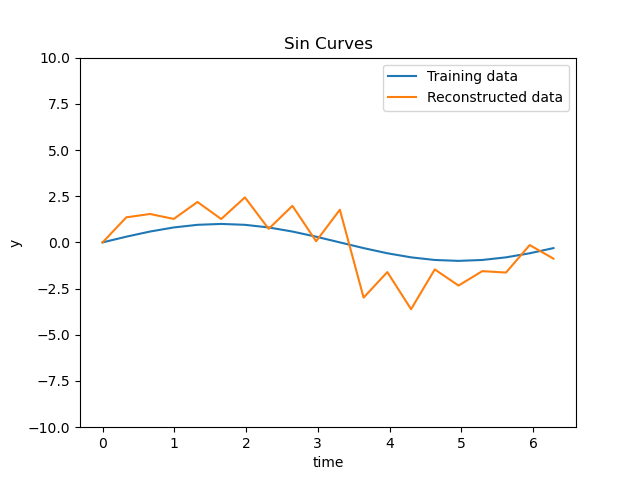 Sin Curves
Training data
Reconstructed data
10.0
7.5
5.0
2.5
0.0
−2.5
−5.0
−7.5
−10.0
y
0 1 2 3 4 5 6
time